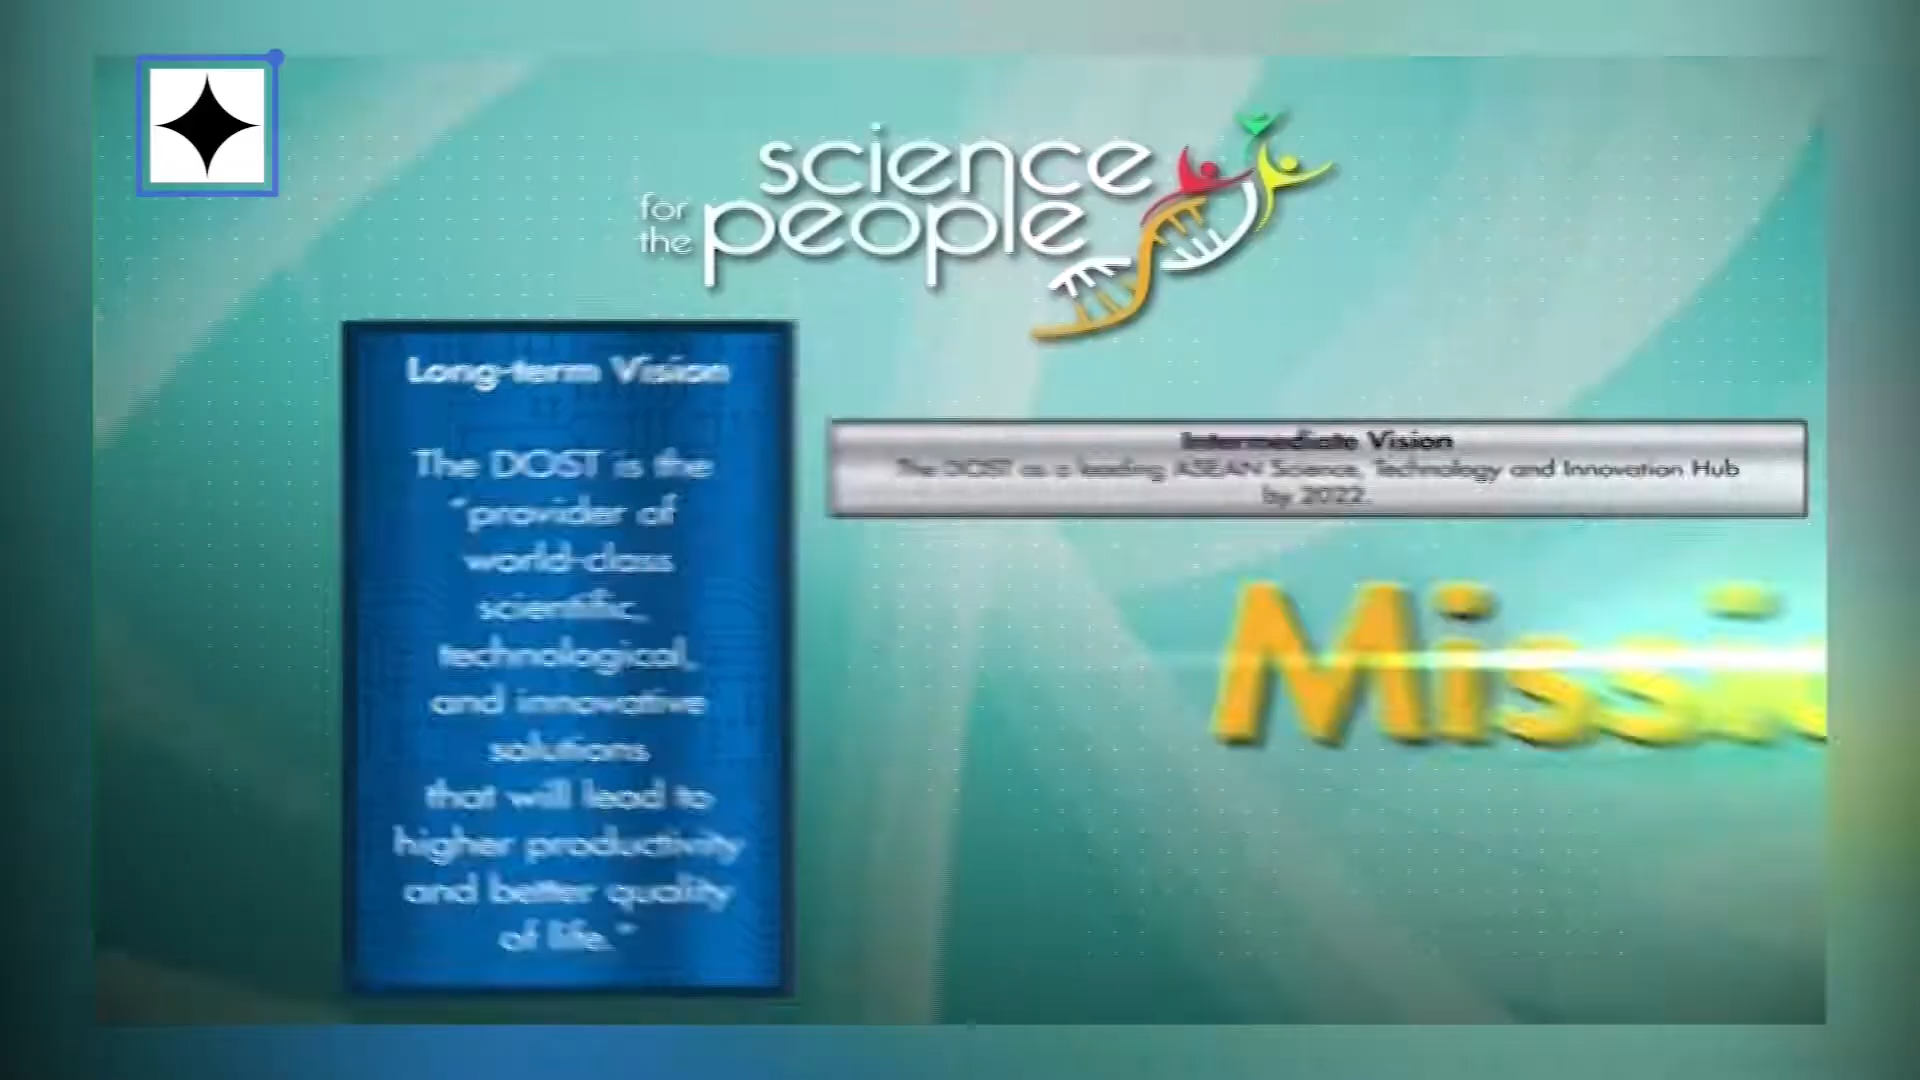 science
for the people
Long-term Vision
The DOST is the
"provider of
world-class
scientific,
technological,
and innovative
solutions
that will lead to
higher productivity
and better quality
of life."
Intermediate Vision
The DOST as a leading ASEAN Science, Technology and Innovation Hub
by 2022.
Missi